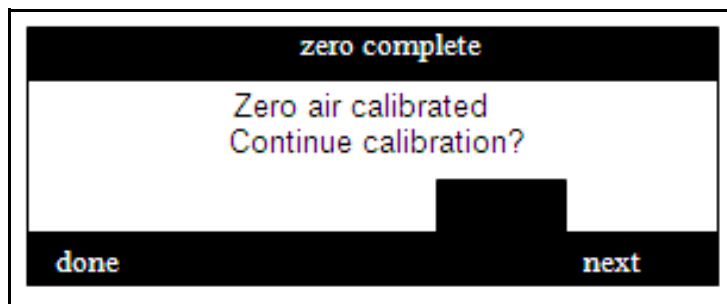 zero complete
Zero air calibrated
Continue calibration?
done
next